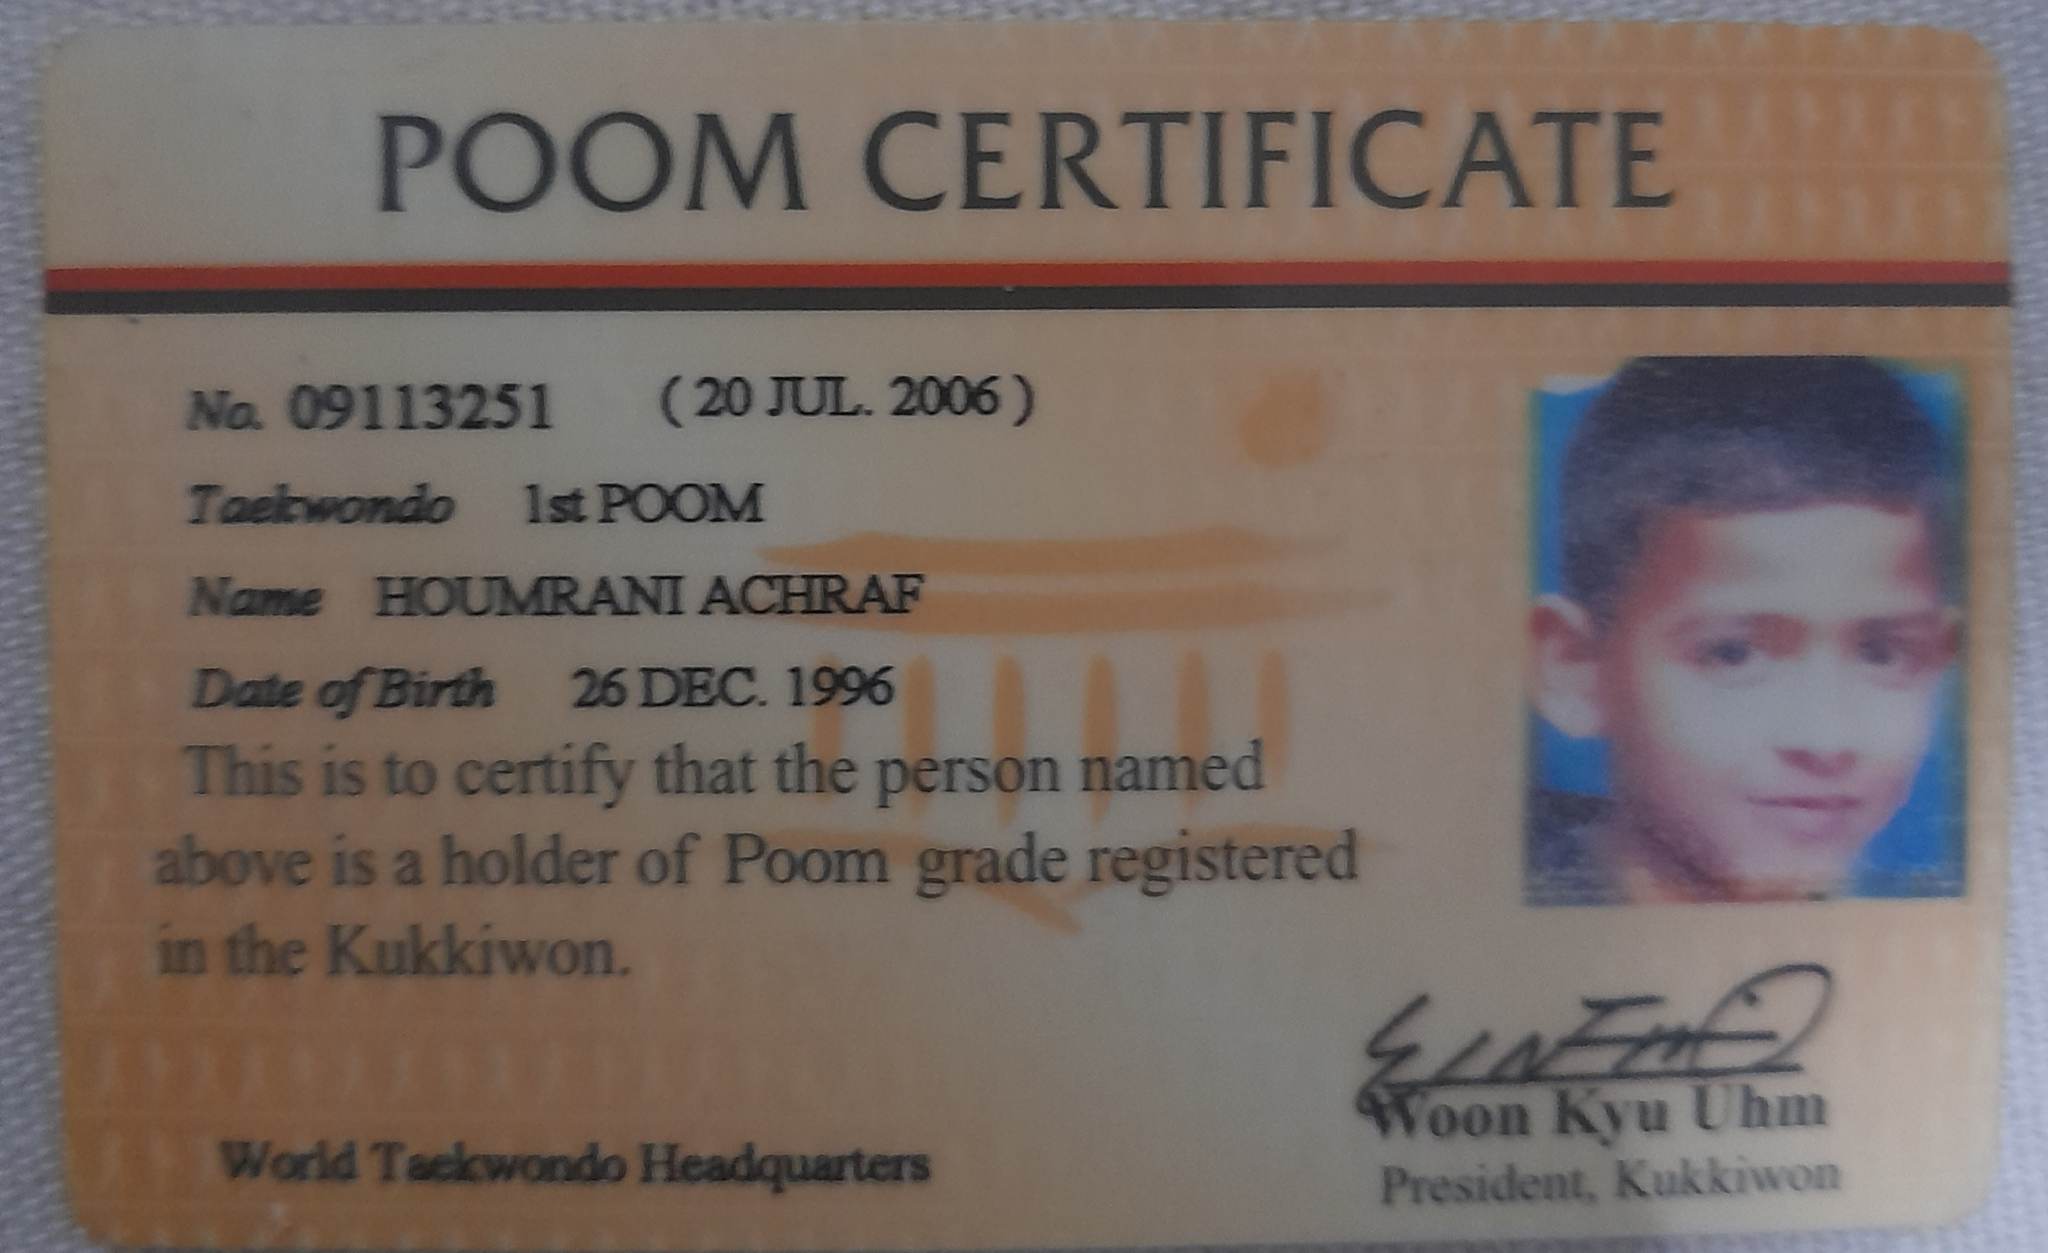 POOM CERTIFICATE
No. 09113251 ( 20 JUL. 2006 )
Taekwondo 1st POOM
Name HOUMRANI ACHRAF
Date of Birth 26 DEC. 1996
This is to certify that the person named
above is a holder of Poom grade registered
in the Kukkiwon.
Woon Kyu Uhm
President, Kukkiwon
World Taekwondo Headquarters